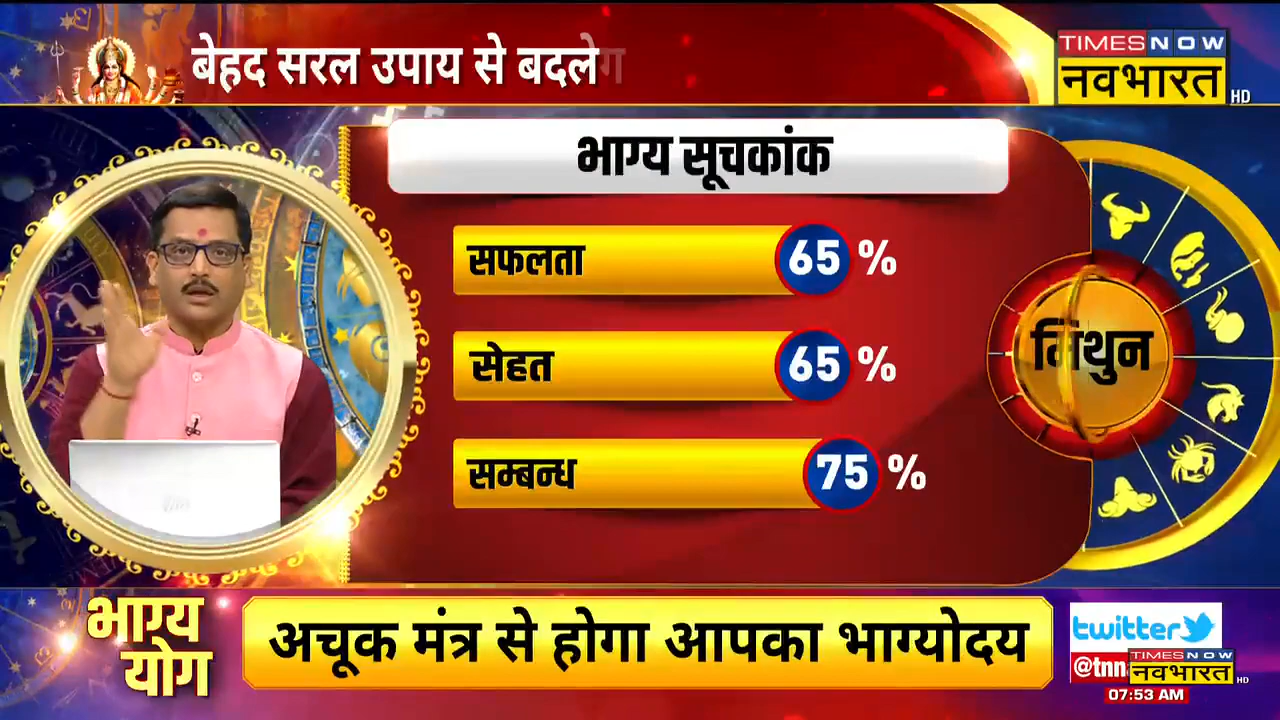 बेहद सरल उपाय से बदले
TIMES NOW
नवभारत
HD
भाग्य सूचकांक
सफलता 65 %
सेहत 65 %
सम्बन्ध 75 %
मिथुन
भाग्य
योग
अचूक मंत्र से होगा आपका भाग्योदय
twitter
TIMES NOW
नवभारत
HD
07:53 AM